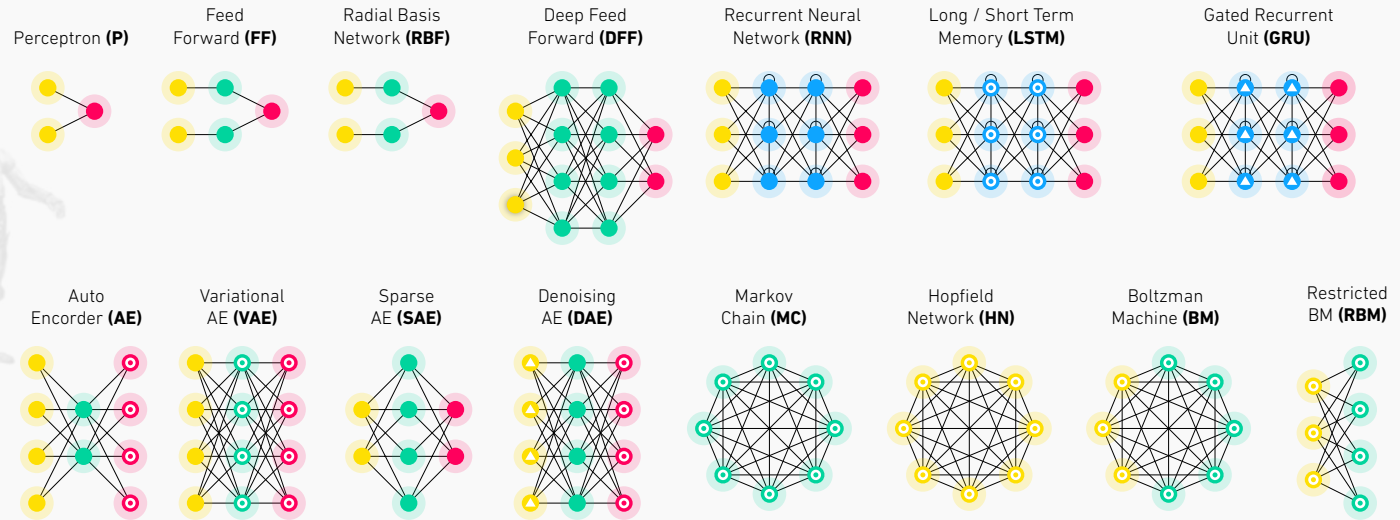 Perceptron (P)
Feed
Forward (FF)
Radial Basis
Network (RBF)
Deep Feed
Forward (DFF)
Recurrent Neural
Network (RNN)
Long / Short Term
Memory (LSTM)
Gated Recurrent
Unit (GRU)
Auto
Encorder (AE)
Variational
AE (VAE)
Sparse
AE (SAE)
Denoising
AE (DAE)
Markov
Chain (MC)
Hopfield
Network (HN)
Boltzman
Machine (BM)
Restricted
BM (RBM)